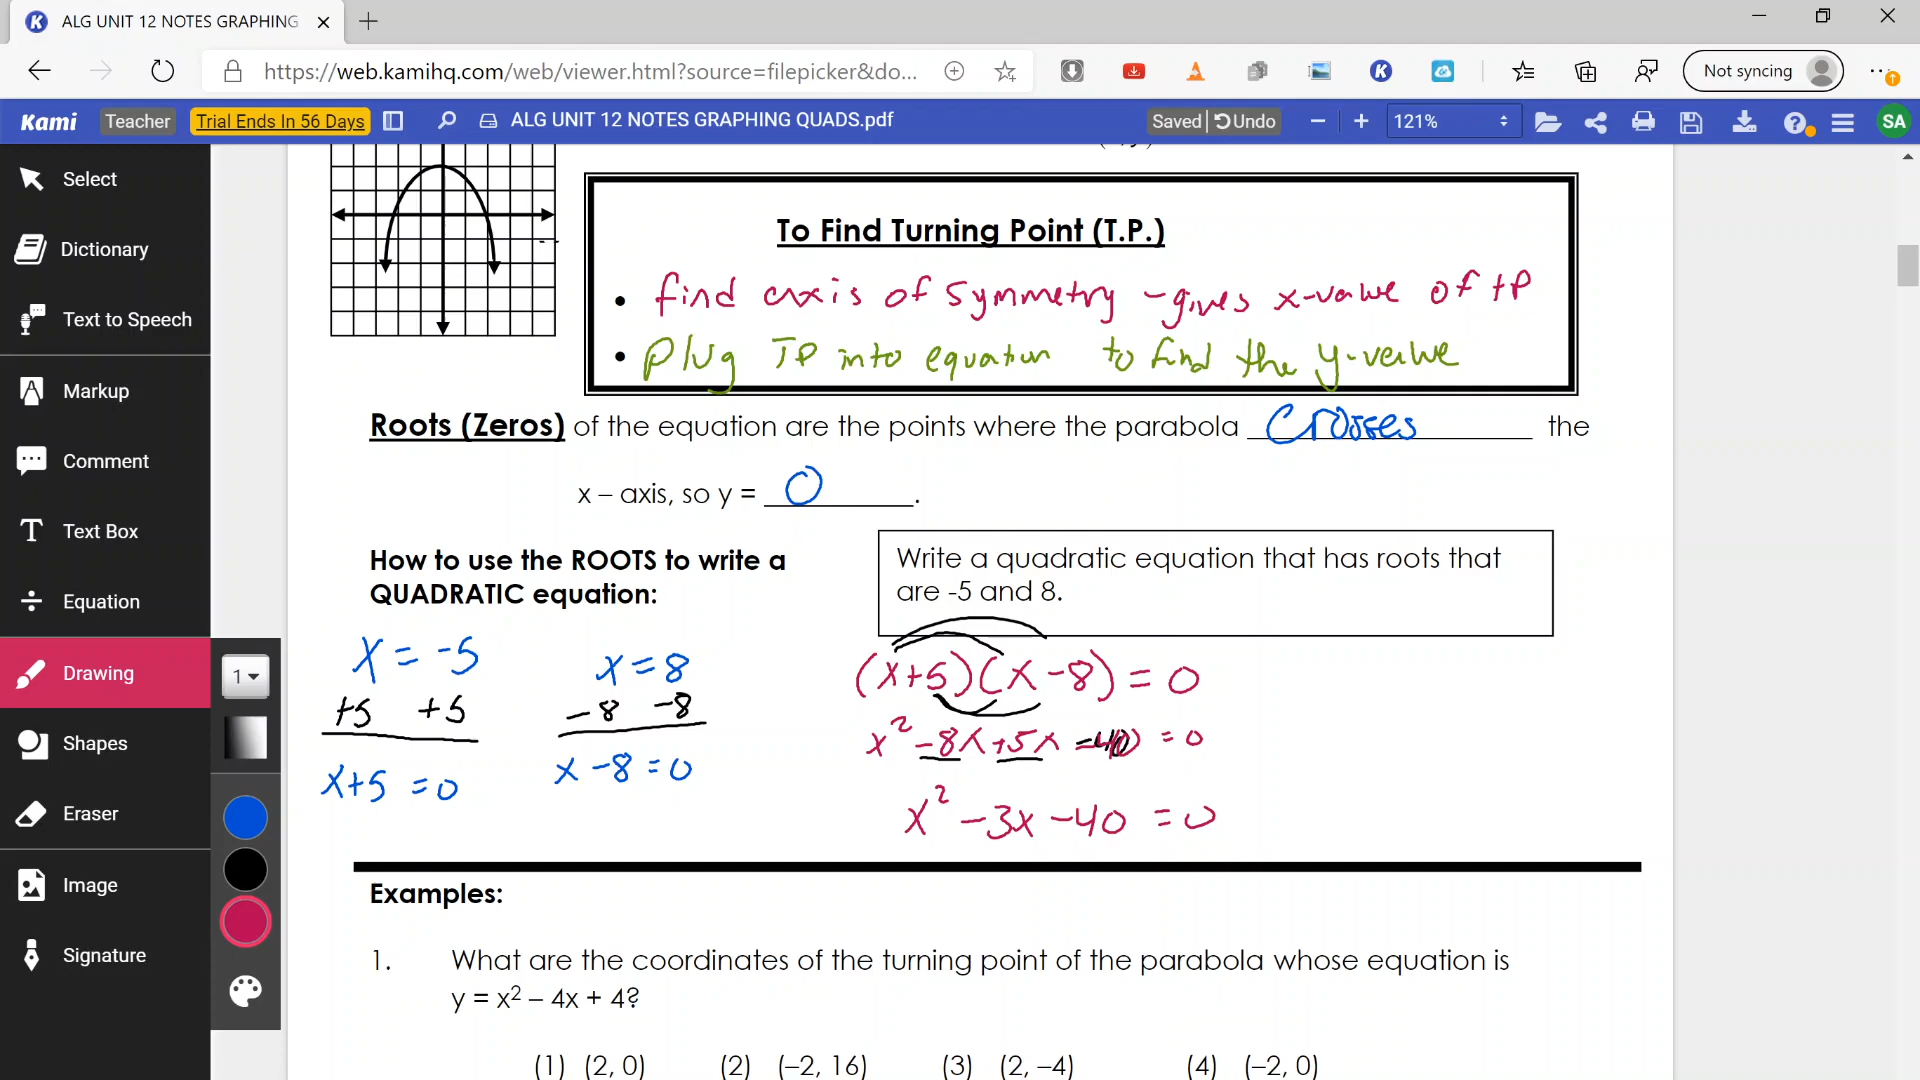 ALG UNIT 12 NOTES GRAPHING
https://web.kamihq.com/web/viewer.html?source=filepicker&do...
Not syncing
Kami Teacher Trial Ends In 56 Days ALG UNIT 12 NOTES GRAPHING QUADS.pdf Saved Undo 121% SA
Select
Dictionary
Text to Speech
Markup
Comment
Text Box
Equation
Drawing
Shapes
Eraser
Image
Signature
1
To Find Turning Point (T.P.)
• find axis of symmetry - gives x-value of tP
• plug TP into equation to find the y-value
Roots (Zeros) of the equation are the points where the parabola crosses the
x – axis, so y = 0.
How to use the ROOTS to write a
QUADRATIC equation:
Write a quadratic equation that has roots that
are -5 and 8.
x = -5
+5 +5
x+5 = 0
x = 8
-8 -8
x - 8 = 0
(x+5)(x-8) = 0
x² -8x +5x -40 = 0
x² -3x -40 = 0
Examples:
1. What are the coordinates of the turning point of the parabola whose equation is
y = x² – 4x + 4?
(1) (2, 0) (2) (–2, 16) (3) (2, –4) (4) (–2, 0)